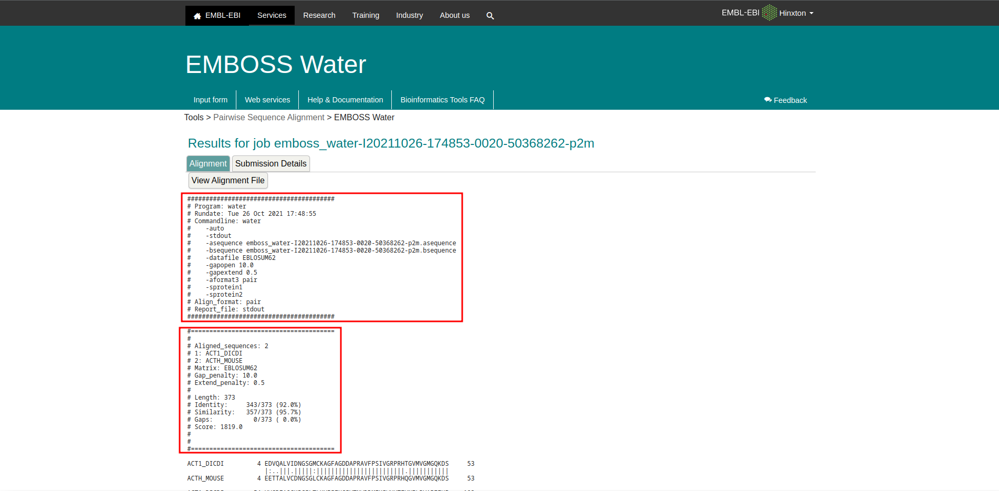 EMBL-EBI Services Research Training Industry About us EMBL-EBI Hinxton
EMBOSS Water
Input form Web services Help & Documentation Bioinformatics Tools FAQ Feedback
Tools > Pairwise Sequence Alignment > EMBOSS Water
Results for job emboss_water-I20211026-174853-0020-50368262-p2m
Alignment Submission Details
View Alignment File
########################################
# Program: water
# Rundate: Tue 26 Oct 2021 17:48:55
# Commandline: water
#    -auto
#    -stdout
#    -asequence emboss_water-I20211026-174853-0020-50368262-p2m.asequence
#    -bsequence emboss_water-I20211026-174853-0020-50368262-p2m.bsequence
#    -datafile EBLOSUM62
#    -gapopen 10.0
#    -gapextend 0.5
#    -aformat3 pair
#    -sprotein1
#    -sprotein2
# Align_format: pair
# Report_file: stdout
########################################
#=======================================
#
# Aligned_sequences: 2
# 1: ACT1_DICDI
# 2: ACTH_MOUSE
# Matrix: EBLOSUM62
# Gap_penalty: 10.0
# Extend_penalty: 0.5
#
# Length: 373
# Identity:     343/373 (92.0%)
# Similarity:   357/373 (95.7%)
# Gaps:           0/373 ( 0.0%)
# Score: 1819.0
#
#
#=======================================
ACT1_DICDI         4 EDVQALVIDNGSGMCKAGFAGDDAPRAVFPSIVGRPRHTGVMVGMGQKDS     53
|:..|||.|||||:||||||||||||||||||||||||.|||||||||||
ACTH_MOUSE         4 EETTALVCDNGSGLCKAGFAGDDAPRAVFPSIVGRPRHQGVMVGMGQKDS     53